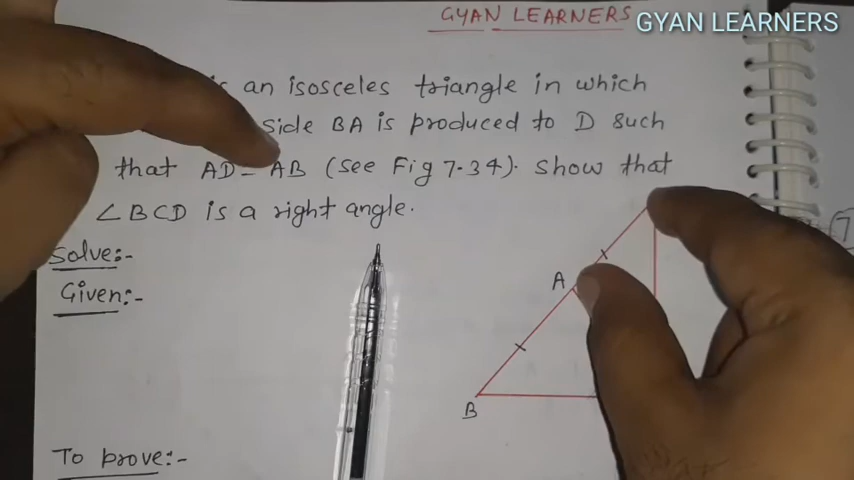 GYAN LEARNERS GYAN LEARNERS
is an isosceles triangle in which
side BA is produced to D such
that AD= AB (see Fig 7.34). show that
∠BCD is a right angle.
Solve:-
Given:-
A
B
To prove:-